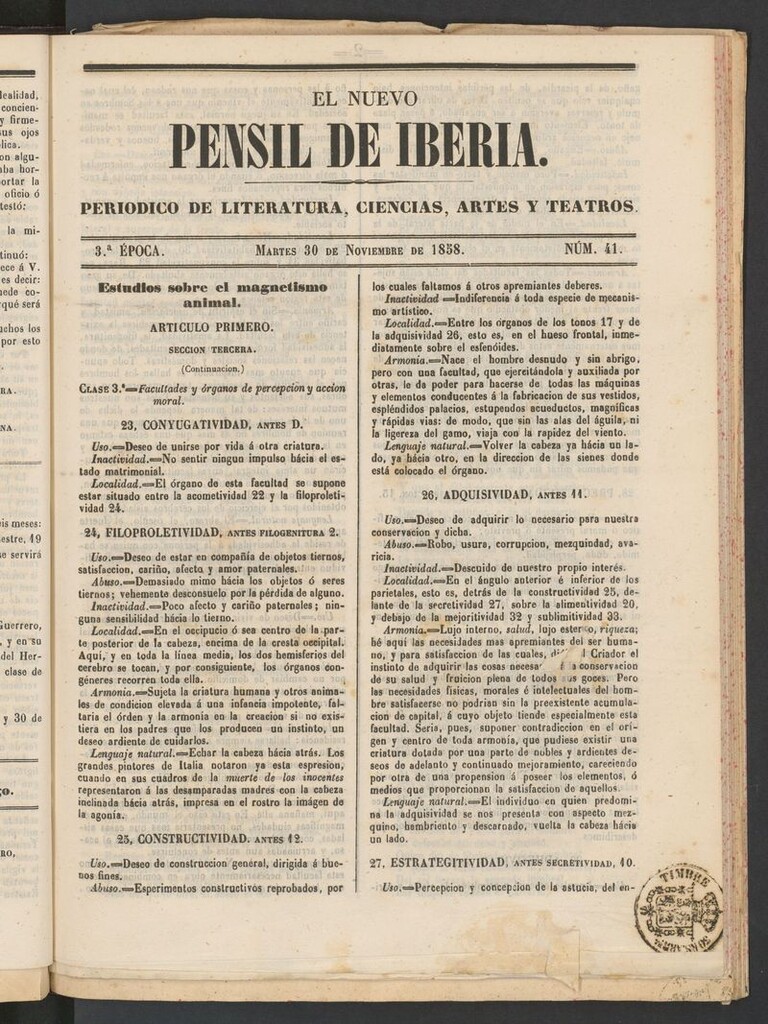 EL NUEVO
PENSIL DE IBERIA.
PERIODICO DE LITERATURA, CIENCIAS, ARTES Y TEATROS.
3.ª ÉPOCA. MARTES 30 DE NOVIEMBRE DE 1858. NÚM. 41.
Estudios sobre el magnetismo
animal.
ARTICULO PRIMERO.
SECCION TERCERA.
(Continuacion.)
CLASE 3.ª—Facultades y órganos de percepcion y accion
moral.
23, CONYUGATIVIDAD, ANTES D.
Uso.—Deseo de unirse por vida á otra criatura.
Inactividad.—No sentir ningun impulso hácia el es-
tado matrimonial.
Localidad.—El órgano de esta facultad se supone
estar situado entre la acometividad 22 y la filoproleti-
vidad 24.
24, FILOPROLETIVIDAD, ANTES FILOGENITURA 2.
Uso.—Deseo de estar en compañía de objetos tiernos,
satisfaccion, cariño, afecto y amor paternales.
Abuso.—Demasiado mimo hácia los objetos ó seres
tiernos; vehemente desconsuelo por la pérdida de alguno.
Inactividad.—Poco afecto y cariño paternales; nin-
guna sensibilidad hácia lo tierno.
Localidad.—En el occipucio ó sea centro de la par-
te posterior de la cabeza, encima de la cresta occipital.
Aquí, y en toda la línea media, los dos hemisferios del
cerebro se tocan, y por consiguiente, los órganos con-
géneres recorren toda ella.
Armonia.—Sujeta la criatura humana y otros anima-
les de condicion elevada á una infancia impotente, fal-
taria el órden y la armonia en la creacion si no exis-
tiera en los padres que los producen un instinto, un
deseo ardiente de cuidarlos.
Lenguaje natural.—Echar la cabeza hácia atrás. Los
grandes pintores de Italia notaron ya esta espresion,
cuando en sus cuadros de la muerte de los inocentes
representaron á las desamparadas madres con la cabeza
inclinada hácia atrás, impresa en el rostro la imágen de
la agonía.
25, CONSTRUCTIVIDAD. ANTES 12.
Uso.—Deseo de construccion general, dirigida á bue-
nos fines.
Abuso.—Esperimentos constructivos reprobados, por
los cuales faltamos á otros apremiantes deberes.
Inactividad—Indiferencia á toda especie de mecanis-
mo artístico.
Localidad.—Entre los órganos de los tonos 17 y de
la adquisividad 26, esto es, en el hueso frontal, inme-
diatamente sobre el esfenóides.
Armonia.—Nace el hombre desnudo y sin abrigo,
pero con una facultad, que ejercitándola y auxiliada por
otras, le da poder para hacerse de todas las máquinas
y elementos conducentes á la fabricacion de sus vestidos,
espléndidos palacios, estupendos acueductos, magníficas
y rápidas vias: de modo, que sin las alas del águila, ni
la ligereza del gamo, viaja con la rapidez del viento.
Lenguaje natural.—Volver la cabeza ya hácia un la-
do, ya hácia otro, en la direccion de las sienes donde
está colocado el órgano.
26, ADQUISIVIDAD, ANTES 11.
Uso.—Deseo de adquirir lo necesario para nuestra
conservacion y dicha.
Abuso.—Robo, usura, corrupcion, mezquindad, ava-
ricia.
Inactividad.—Descuido de nuestro propio interés.
Localidad.—En el ángulo anterior é inferior de los
parietales, esto es, detrás de la constructividad 25, de-
lante de la secretividad 27, sobre la alimentividad 20,
y debajo de la mejoritividad 32 y sublimitividad 33.
Armonia.—Lujo interno, salud, lujo esterno, riqueza;
hé aquí las necesidades mas apremiantes del ser huma-
no, y para satisfaccion de las cuales, el Criador el
instinto de adquirir las cosas á conservacion
de su salud y fruicion plena de todos sus goces. Pero
las necesidades físicas, morales é intelectuales del hom-
bre satisfacerse no podrian sin la preexistente acumula-
cion de capital, á cuyo objeto tiende especialmente esta
facultad. Seria, pues, suponer contradiccion en el orí-
gen y centro de toda armonía, que pudiese existir una
criatura dotada por una parte de nobles y ardientes de-
seos de adelanto y continuado mejoramiento, careciendo
por otra de una propension á poseer los elementos, ó
medios que proporcionan la satisfaccion de aquellos.
Lenguaje natural.—El individuo en quien predomi-
na la adquisividad se nos presenta con aspecto mez-
quino, hambriento y descarnado, vuelta la cabeza hácia
un lado.
27, ESTRATEGITIVIDAD, ANTES SECRETIVIDAD, 10.
Uso.—Percepcion y concepcion de la astucia, del en-
TIMBRE